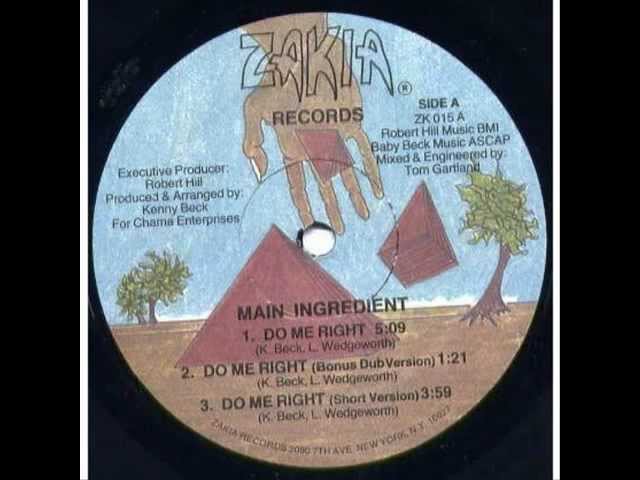 ZAKIA
®
RECORDS
SIDE A
ZK 015 A
Robert Hill Music BMI
Baby Beck Music ASCAP
Mixed & Engineered by:
Tom Gartland
Executive Producer:
Robert Hill
Produced & Arranged by:
Kenny Beck
For Chama Enterprises
MAIN INGREDIENT
1. DO ME RIGHT 5:09
(K. Beck, L. Wedgeworth)
2. DO ME RIGHT (Bonus Dub Version) 1:21
(K. Beck, L. Wedgeworth)
3. DO ME RIGHT (Short Version) 3:59
(K. Beck, L. Wedgeworth)
ZAKIA RECORDS 2090 7TH AVE. NEW YORK, N.Y. 10027